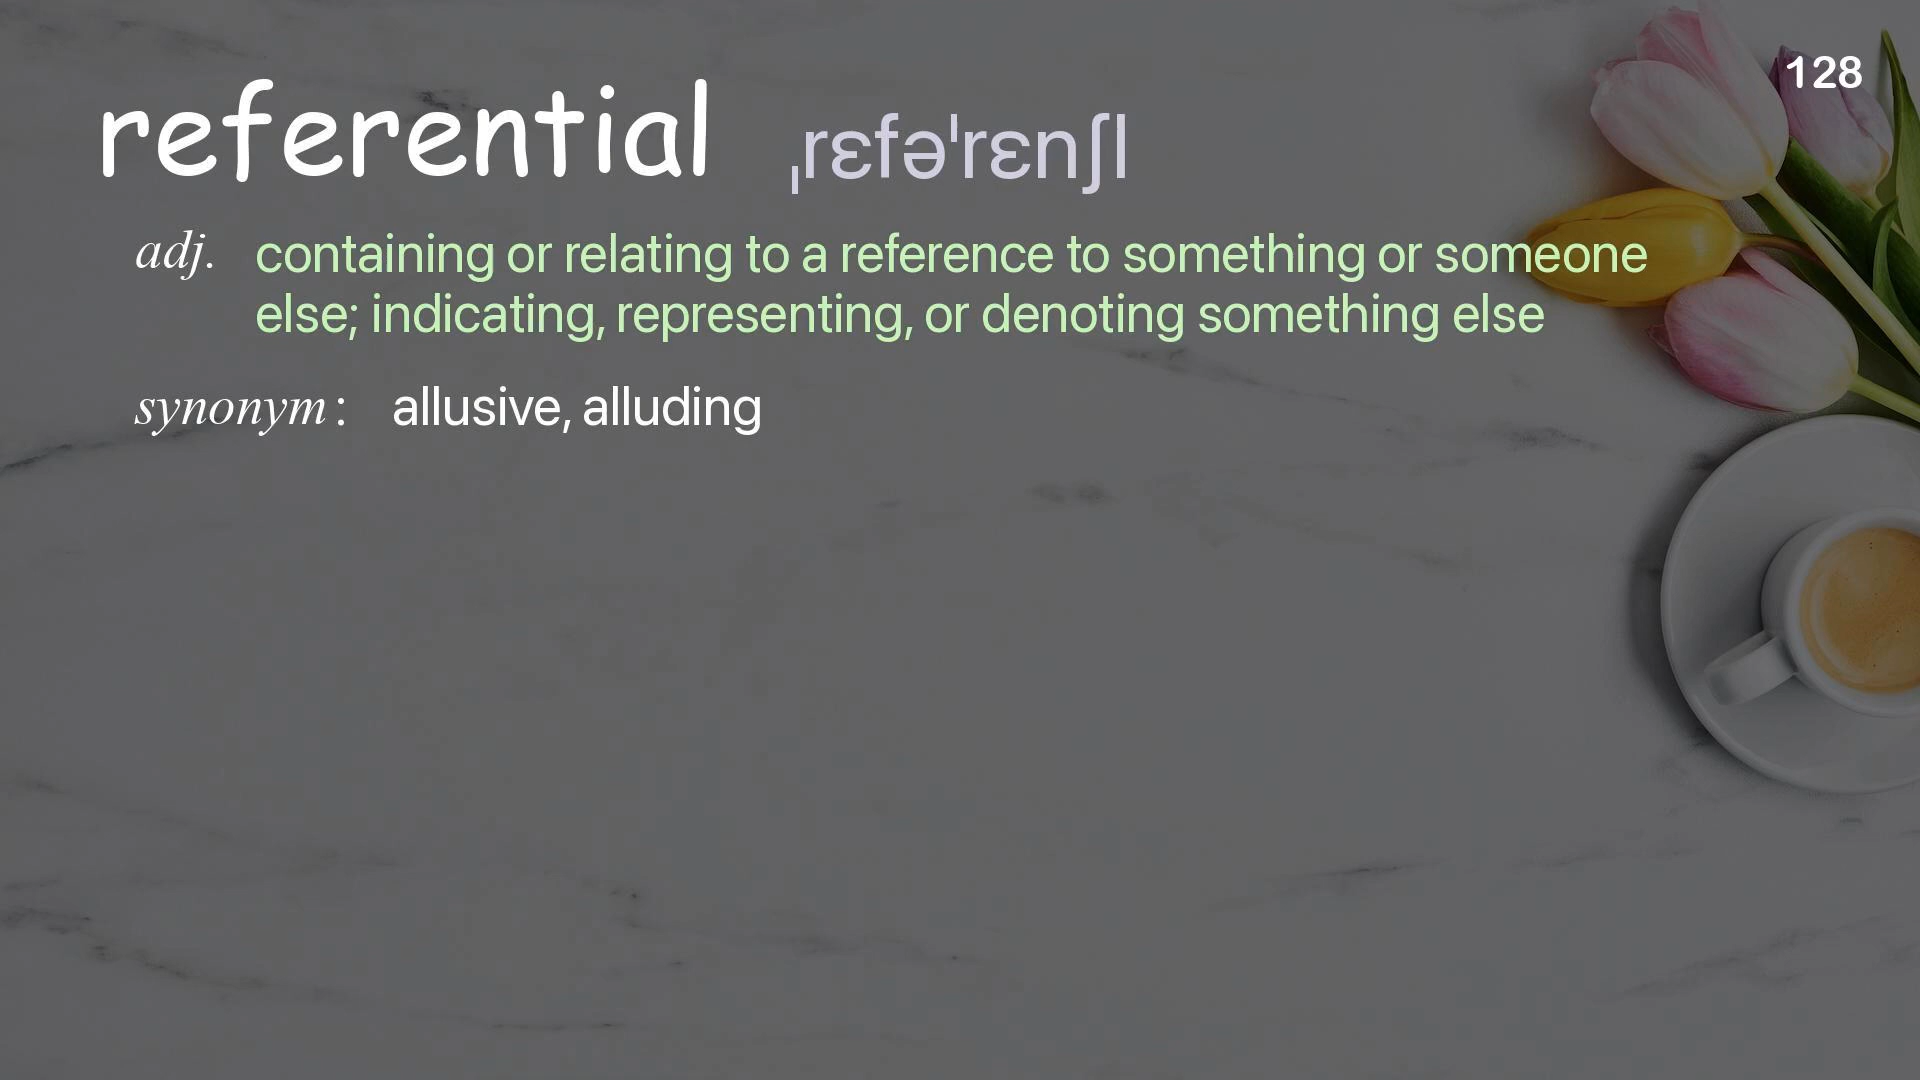 128
referential ˌrɛfəˈrɛnʃl
adj. containing or relating to a reference to something or someone
else; indicating, representing, or denoting something else
synonym: allusive, alluding